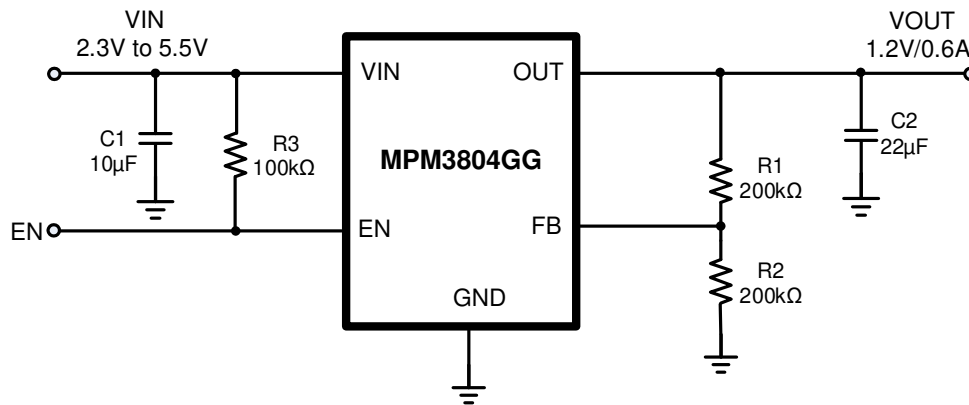 VIN
2.3V to 5.5V
VOUT
1.2V/0.6A
VIN
OUT
C1
10µF
R3
100kΩ
MPM3804GG
R1
200kΩ
C2
22µF
EN
EN
FB
R2
200kΩ
GND